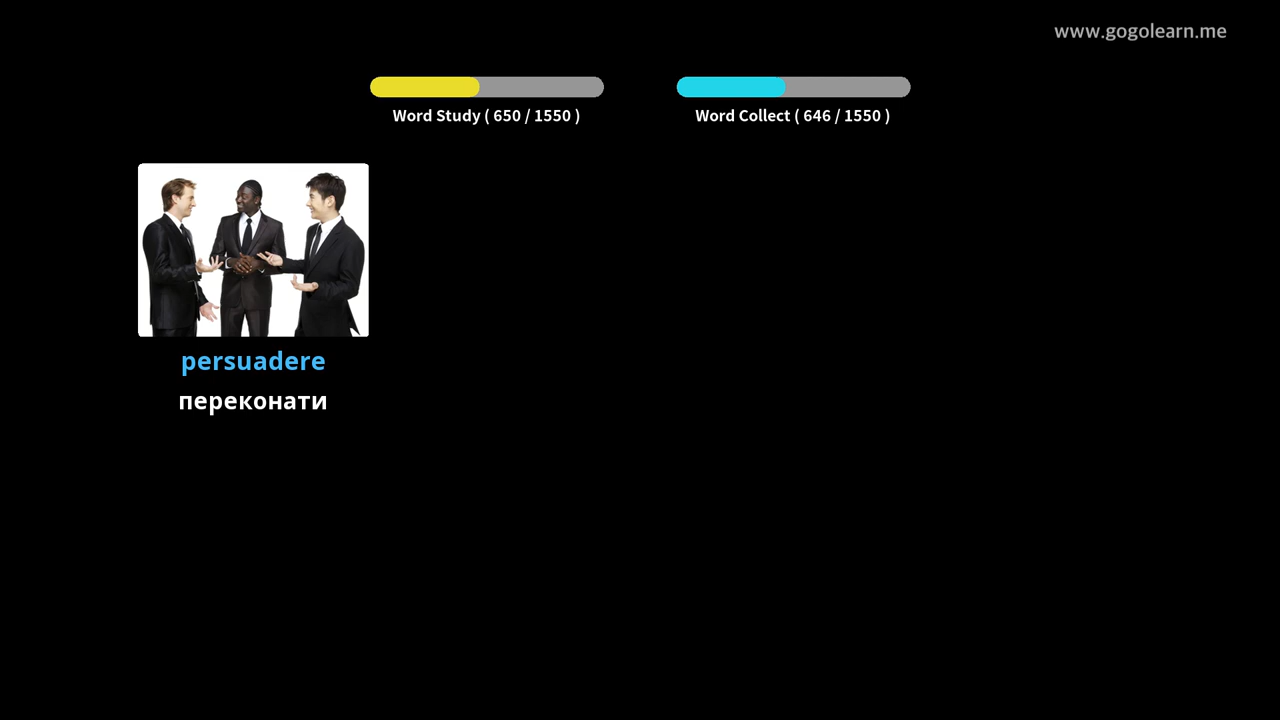 www.gogolearn.me
Word Study ( 650 / 1550 )
Word Collect ( 646 / 1550 )
persuadere
переконати